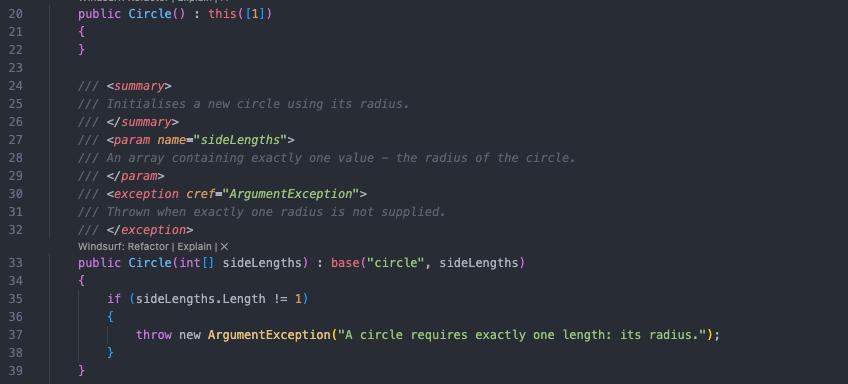 Windsurf: Refactor | Explain | X
20 public Circle() : this([1])
21 {
22 }
23
24 /// <summary>
25 /// Initialises a new circle using its radius.
26 /// </summary>
27 /// <param name="sideLengths">
28 /// An array containing exactly one value – the radius of the circle.
29 /// </param>
30 /// <exception cref="ArgumentException">
31 /// Thrown when exactly one radius is not supplied.
32 /// </exception>
Windsurf: Refactor | Explain | X
33 public Circle(int[] sideLengths) : base("circle", sideLengths)
34 {
35 if (sideLengths.Length != 1)
36 {
37 throw new ArgumentException("A circle requires exactly one length: its radius.");
38 }
39 }